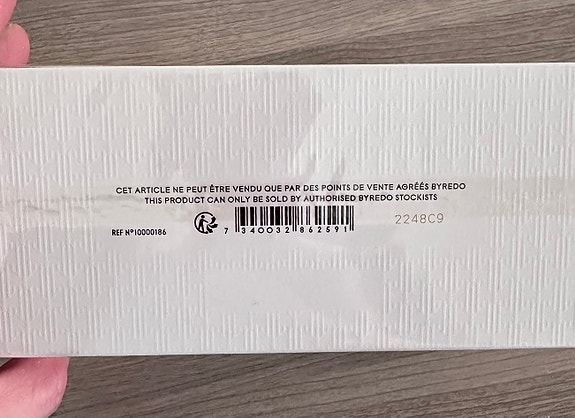 CET ARTICLE NE PEUT ÊTRE VENDU QUE PAR DES POINTS DE VENTE AGRÉÉS BYREDO
THIS PRODUCT CAN ONLY BE SOLD BY AUTHORISED BYREDO STOCKISTS
REF Nº10000186
7 340032 862591
2248C9